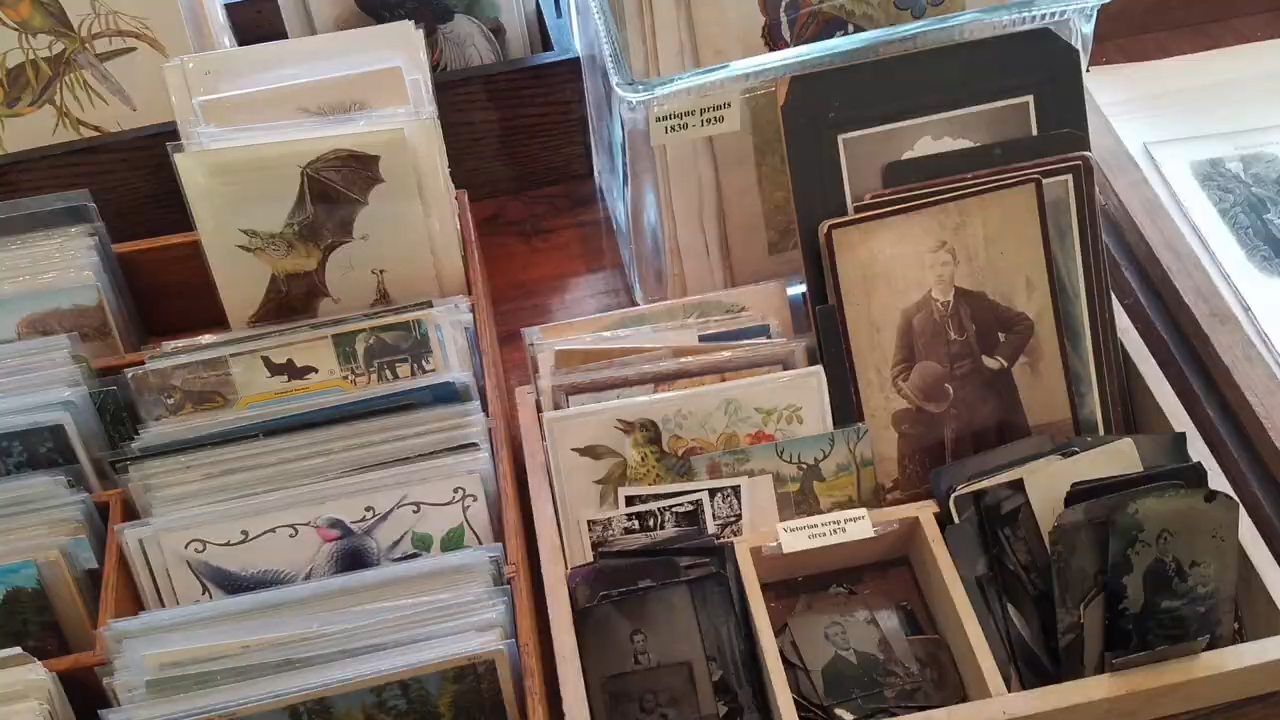 antique prints
1830 - 1930
Victorian scrap paper
circa 1870